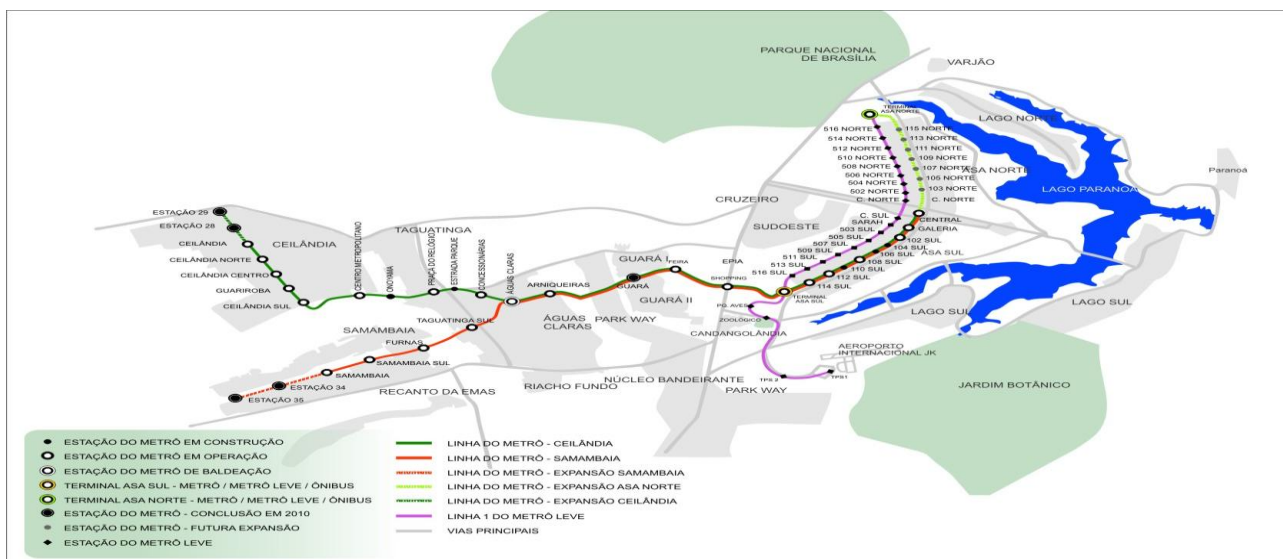 PARQUE NACIONAL
DE BRASÍLIA
VARJÃO
TERMINAL
ASA NORTE
LAGO NORTE
516 NORTE
115 NORTE
514 NORTE
113 NORTE
512 NORTE
111 NORTE
510 NORTE
109 NORTE
508 NORTE
107 NORTE
506 NORTE
105 NORTE
504 NORTE
103 NORTE
502 NORTE
C. NORTE
C. NORTE
ASA NORTE
LAGO PARANOÁ
Paranoá
CRUZEIRO
SUDOESTE
C. SUL
SARAH
503 SUL
505 SUL
507 SUL
509 SUL
511 SUL
513 SUL
516 SUL
CENTRAL
GALERIA
102 SUL
104 SUL
106 SUL
108 SUL
110 SUL
112 SUL
114 SUL
ASA SUL
TERMINAL
ASA SUL
LAGO SUL
LAGO SUL
ESTAÇÃO 29
ESTAÇÃO 28
CEILÂNDIA
CEILÂNDIA
CEILÂNDIA NORTE
CEILÂNDIA CENTRO
GUARIROBA
CEILÂNDIA SUL
CENTRO METROPOLITANO
ONOYAMA
TAGUATINGA
PRAÇA DO RELÓGIO
ESTRADA PARQUE
CONCESSIONÁRIAS
ÁGUAS CLARAS
ARNIQUEIRAS
GUARÁ I
FEIRA
GUARÁ
GUARÁ II
EPIA
SHOPPING
ÁGUAS
CLARAS
PARK WAY
PQ. AVES
ZOOLÓGICO
CANDANGOLÂNDIA
AEROPORTO
INTERNACIONAL JK
TPS 2
TPS1
SAMAMBAIA
TAGUATINGA SUL
FURNAS
SAMAMBAIA SUL
SAMAMBAIA
ESTAÇÃO 34
ESTAÇÃO 35
RECANTO DA EMAS
RIACHO FUNDO
NÚCLEO BANDEIRANTE
PARK WAY
JARDIM BOTÂNICO
ESTAÇÃO DO METRÔ EM CONSTRUÇÃO
ESTAÇÃO DO METRÔ EM OPERAÇÃO
ESTAÇÃO DO METRÔ DE BALDEAÇÃO
TERMINAL ASA SUL - METRÔ / METRÔ LEVE / ÔNIBUS
TERMINAL ASA NORTE - METRÔ / METRÔ LEVE / ÔNIBUS
ESTAÇÃO DO METRÔ - CONCLUSÃO EM 2010
ESTAÇÃO DO METRÔ - FUTURA EXPANSÃO
ESTAÇÃO DO METRÔ LEVE
LINHA DO METRÔ - CEILÂNDIA
LINHA DO METRÔ - SAMAMBAIA
LINHA DO METRÔ - EXPANSÃO SAMAMBAIA
LINHA DO METRÔ - EXPANSÃO ASA NORTE
LINHA DO METRÔ - EXPANSÃO CEILÂNDIA
LINHA 1 DO METRÔ LEVE
VIAS PRINCIPAIS